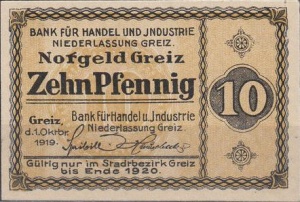 BANK FÜR HANDEL UND JNDUSTRIE
NIEDERLASSUNG GREIZ.
Notgeld Greiz
Zehn Pfennig
10
Greiz,
d.1.Oktbr.
1919.
Bank für Handel u. Industrie
Niederlassung Greiz.
Gültig nur im Stadtbezirk Greiz
bis Ende 1920.